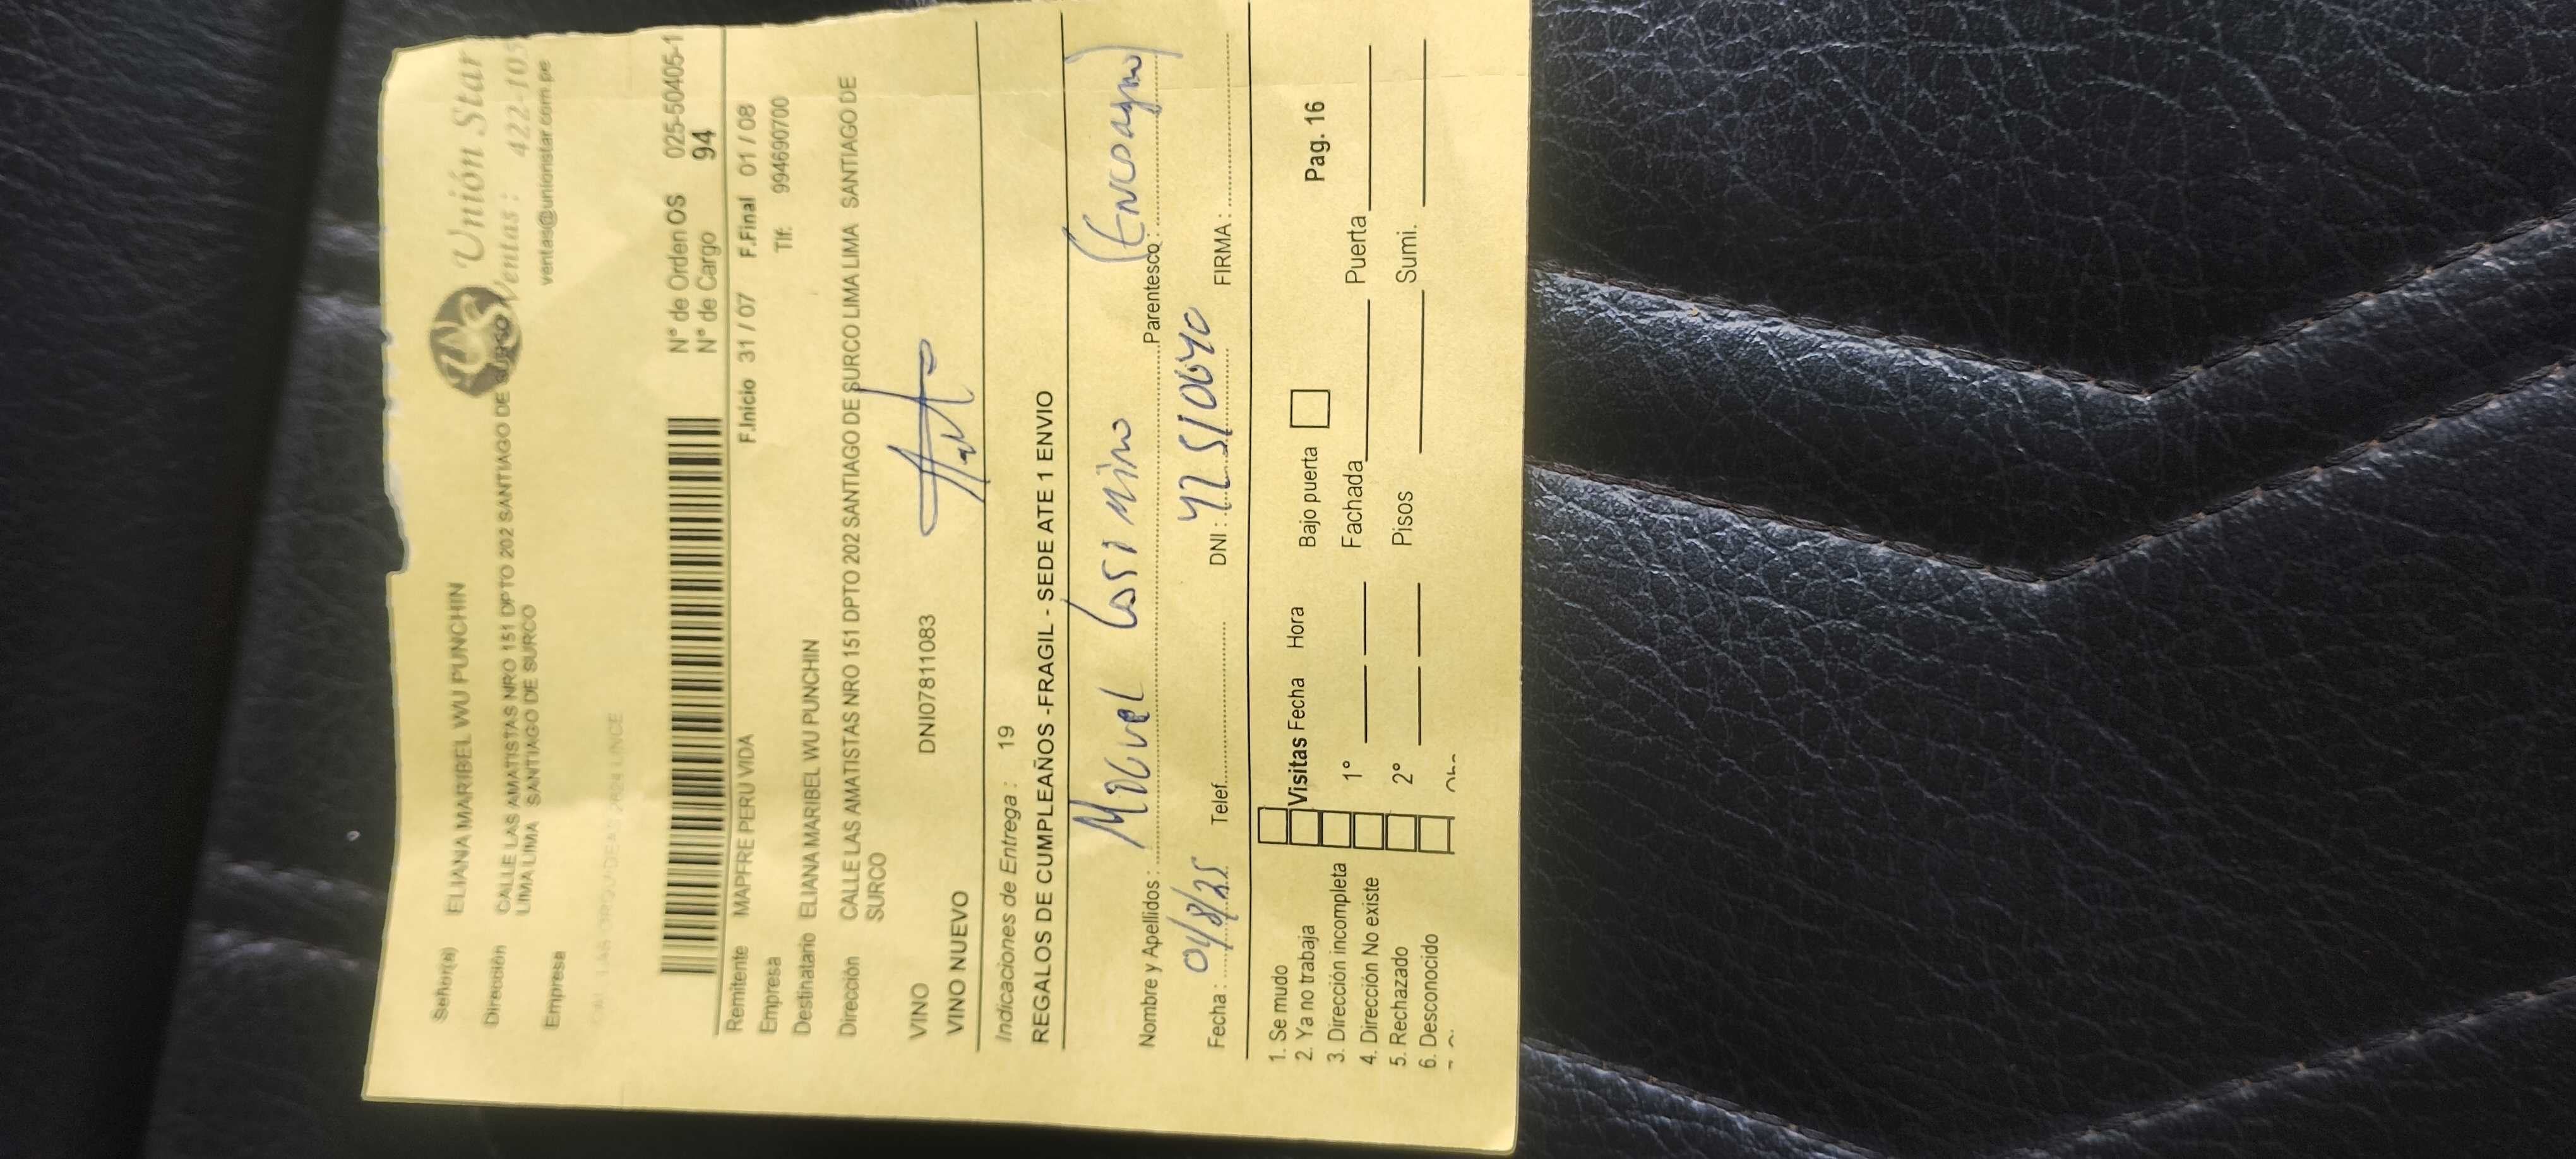 Unión Star
Ventas : 422-105
ventas@unionstar.com.pe
Señor(a) ELIANA MARIBEL WU PUNCHIN
Dirección CALLE LAS AMATISTAS NRO 151 DPTO 202 SANTIAGO DE SURCO
LIMA LIMA SANTIAGO DE SURCO
Empresa
N° de Orden OS 025-50405-1
N° de Cargo 94
Remitente MAPFRE PERU VIDA F.Inicio 31 / 07 F.Final 01 / 08
Empresa Tlf: 994690700
Destinatario ELIANA MARIBEL WU PUNCHIN
Dirección CALLE LAS AMATISTAS NRO 151 DPTO 202 SANTIAGO DE SURCO LIMA LIMA SANTIAGO DE
SURCO
VINO DNI07811083
VINO NUEVO
Indicaciones de Entrega : 19
REGALOS DE CUMPLEAÑOS -FRAGIL - SEDE ATE 1 ENVIO
Nombre y Apellidos : Miguel Parentesco :
Fecha : 01/8/25 Telef. DNI : 42510640 FIRMA :
1. Se mudo
2. Ya no trabaja Visitas Fecha Hora Bajo puerta Pag. 16
3. Dirección incompleta
4. Dirección No existe 1° Fachada Puerta
5. Rechazado
6. Desconocido 2° Pisos Sumi.